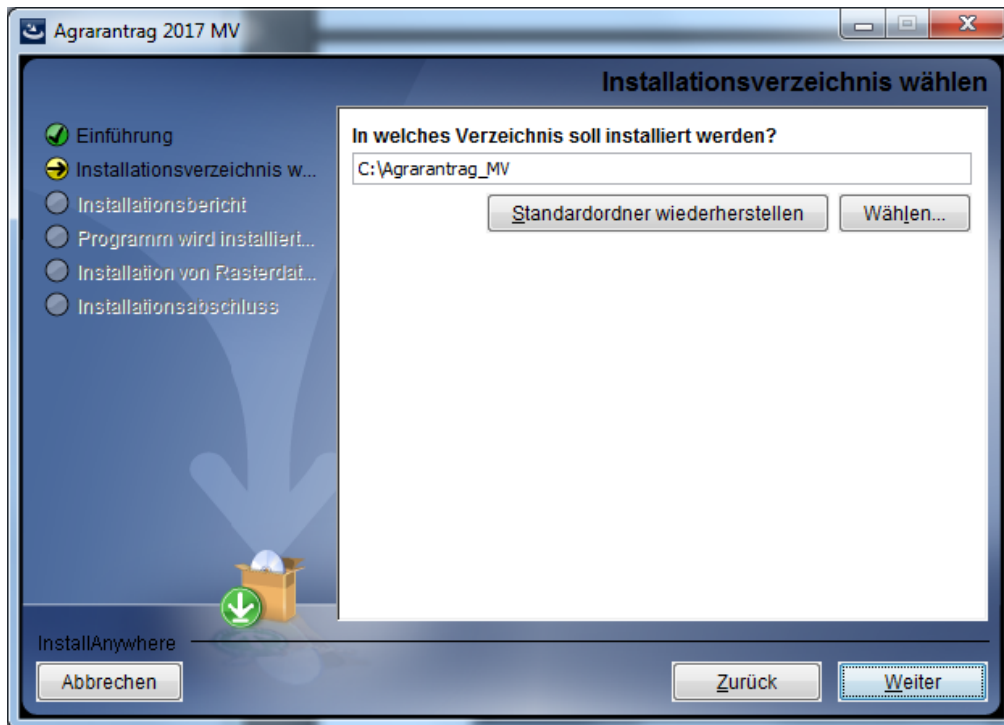 Agrarantrag 2017 MV
X
Installationsverzeichnis wählen
Einführung
Installationsverzeichnis w...
Installationsbericht
Programm wird installiert...
Installation von Rasterdat...
Installationsabschluss
In welches Verzeichnis soll installiert werden?
C:\Agrarantrag_MV
Standardordner wiederherstellen
Wählen...
InstallAnywhere
Abbrechen
Zurück
Weiter